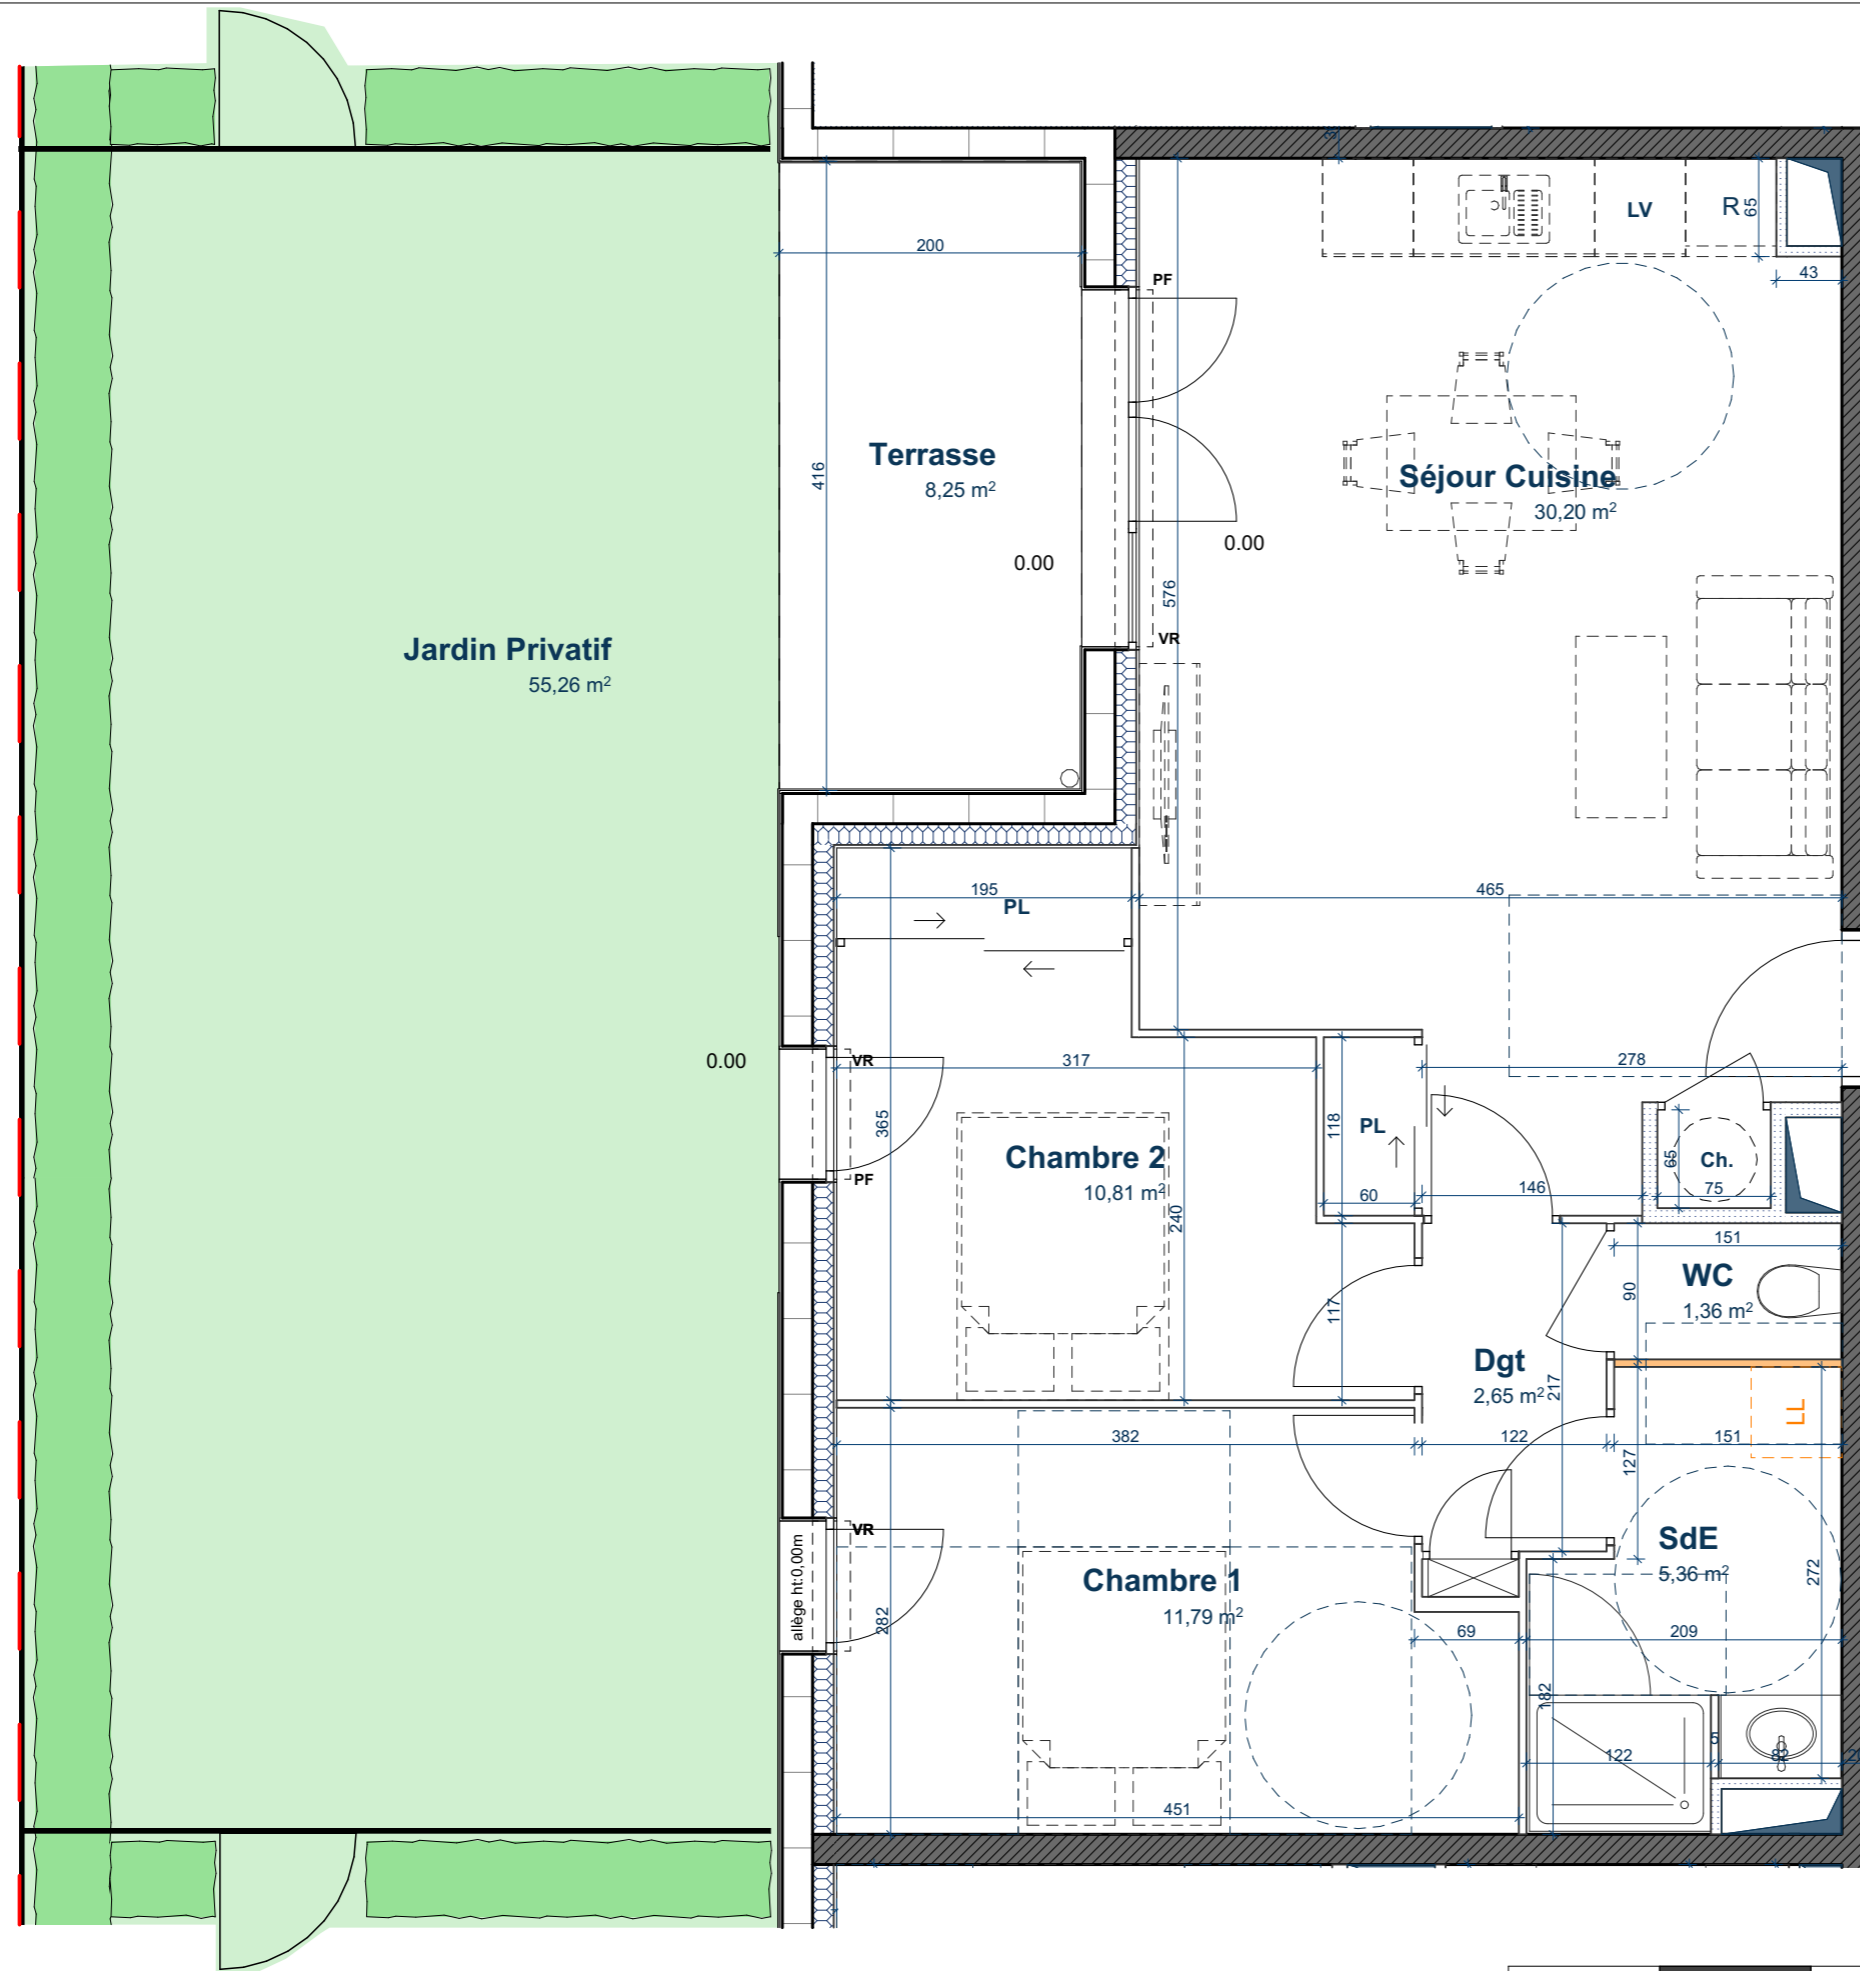 LV
R
65
43
200
PF
Terrasse
8,25 m²
416
Séjour Cuisine
30,20 m²
0.00
0.00
576
VR
Jardin Privatif
55,26 m²
195
PL
465
0.00
VR
317
278
365
118
PL
Chambre 2
10,81 m²
PF
65
Ch.
75
60
146
240
151
WC
1,36 m²
90
117
Dgt
2,65 m²
217
LL
382
122
151
127
VR
allège ht:0,00m
SdE
5,36 m²
272
Chambre 1
11,79 m²
282
69
209
182
5
122
82
451